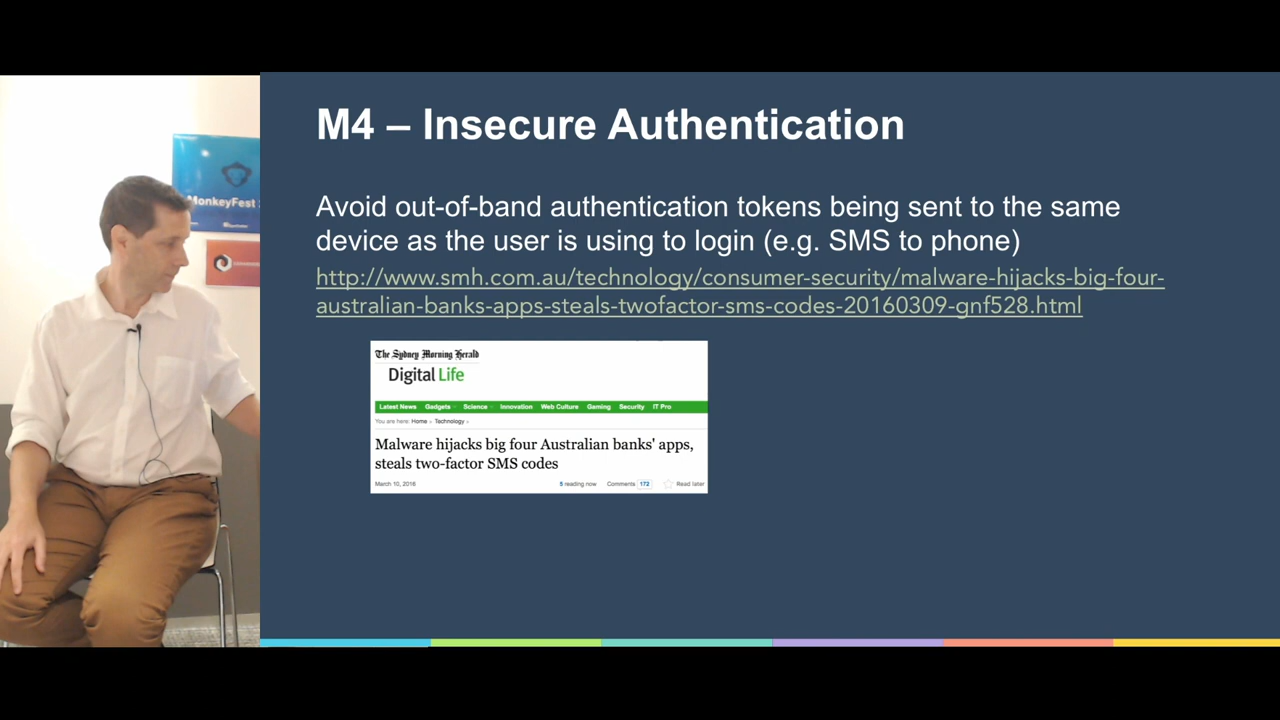 M4 – Insecure Authentication
Avoid out-of-band authentication tokens being sent to the same
device as the user is using to login (e.g. SMS to phone)
http://www.smh.com.au/technology/consumer-security/malware-hijacks-big-four-
australian-banks-apps-steals-twofactor-sms-codes-20160309-gnf528.html
MonkeyFest
The Sydney Morning Herald
Digital Life
Latest News Gadgets Science Innovation Web Culture Gaming Security IT Pro
You are here: Home » Technology »
Malware hijacks big four Australian banks' apps,
steals two-factor SMS codes
March 10, 2016 5 reading now Comments 172 Read later